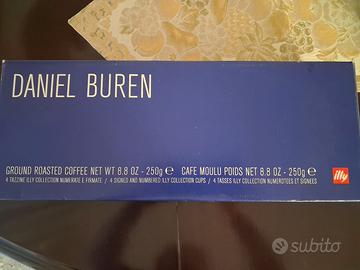 DANIEL BUREN
GROUND ROASTED COFFEE NET WT 8.8 OZ - 250g ℮ CAFE MOULU POIDS NET 8.8 OZ - 250g ℮
4 TAZZINE ILLY COLLECTION NUMERATE E FIRMATE / 4 SIGNED AND NUMBERED ILLY COLLECTION CUPS / 4 TASSES ILLY COLLECTION NUMEROTEES ET SIGNEES
illy
subito